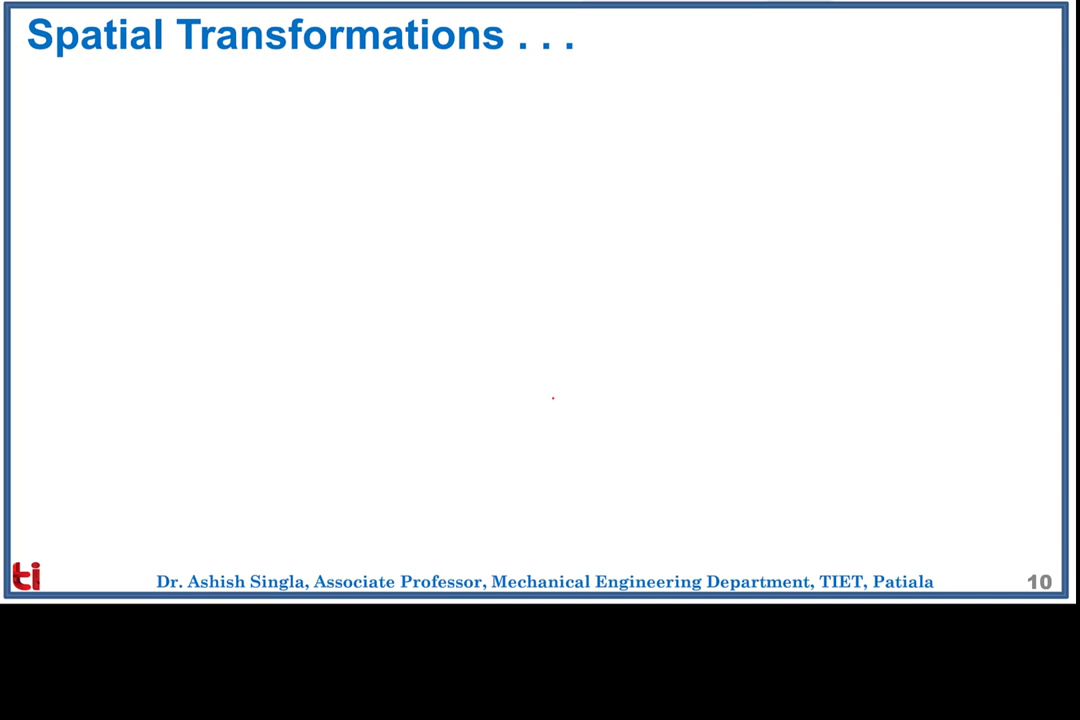 Spatial Transformations . . .
ti
Dr. Ashish Singla, Associate Professor, Mechanical Engineering Department, TIET, Patiala
10